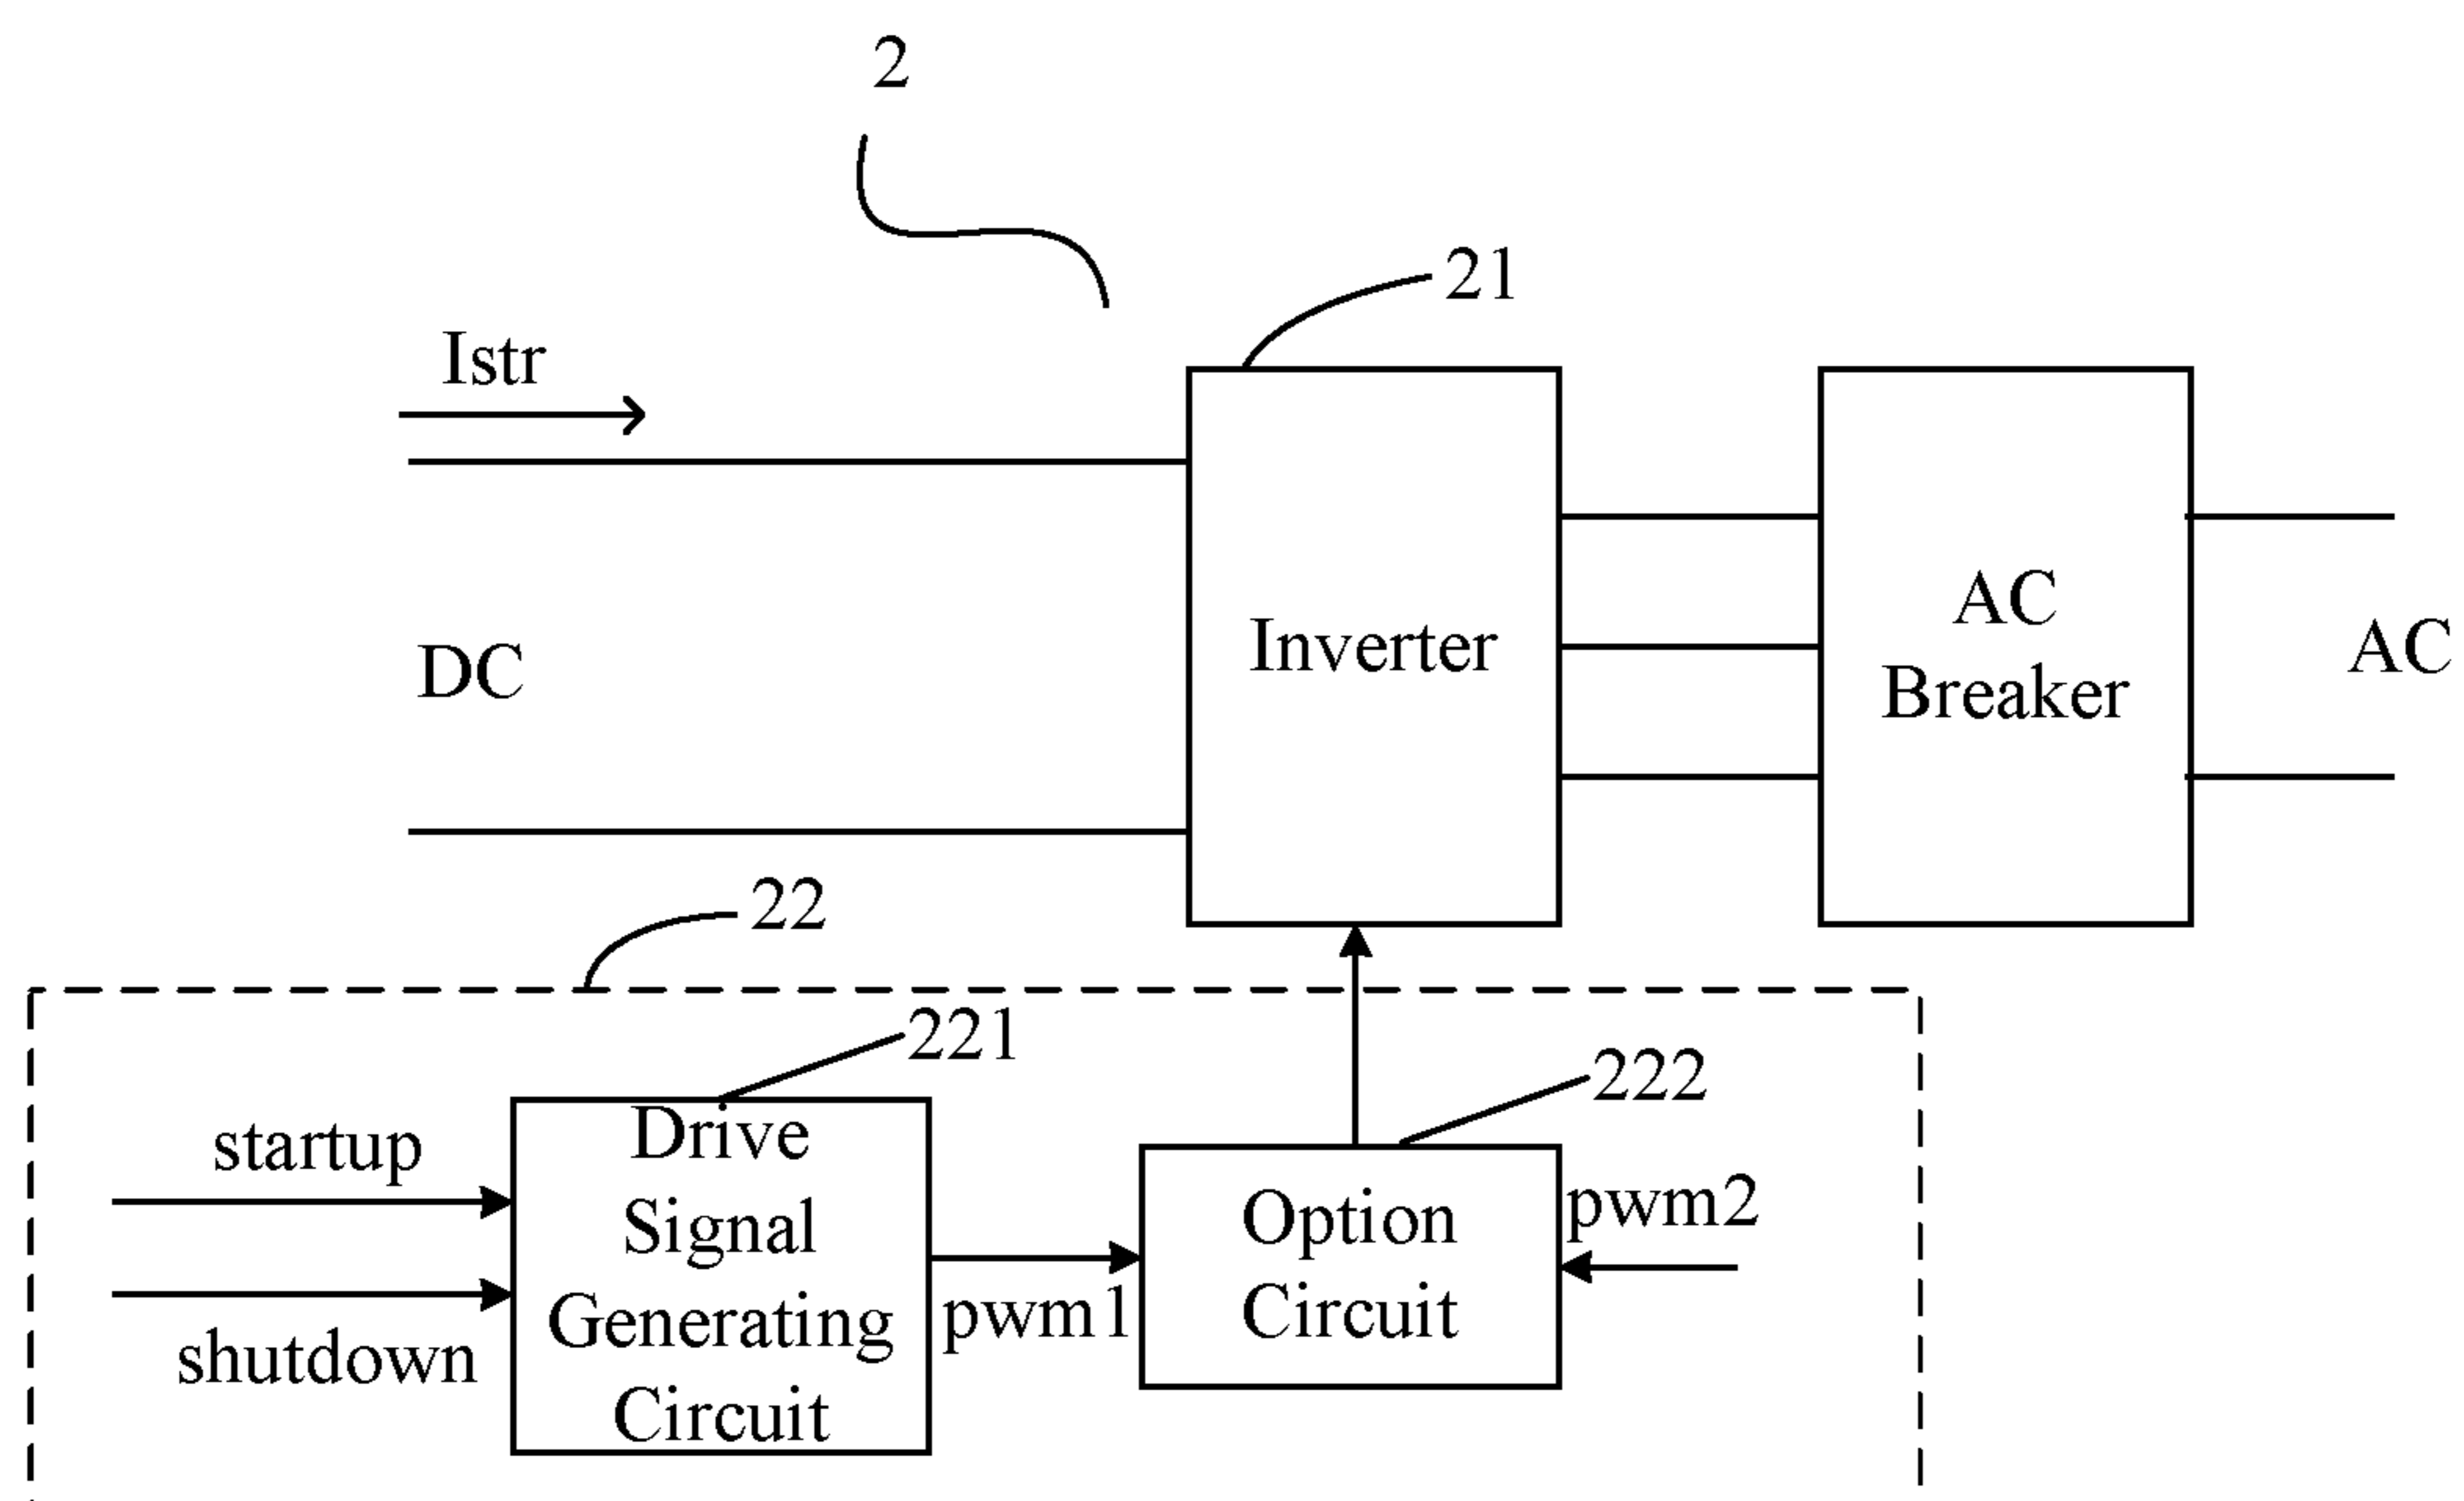 2
21
Istr
DC
Inverter
AC
Breaker
AC
22
221
222
startup
shutdown
Drive
Signal
Generating
Circuit
pwm1
Option
Circuit
pwm2